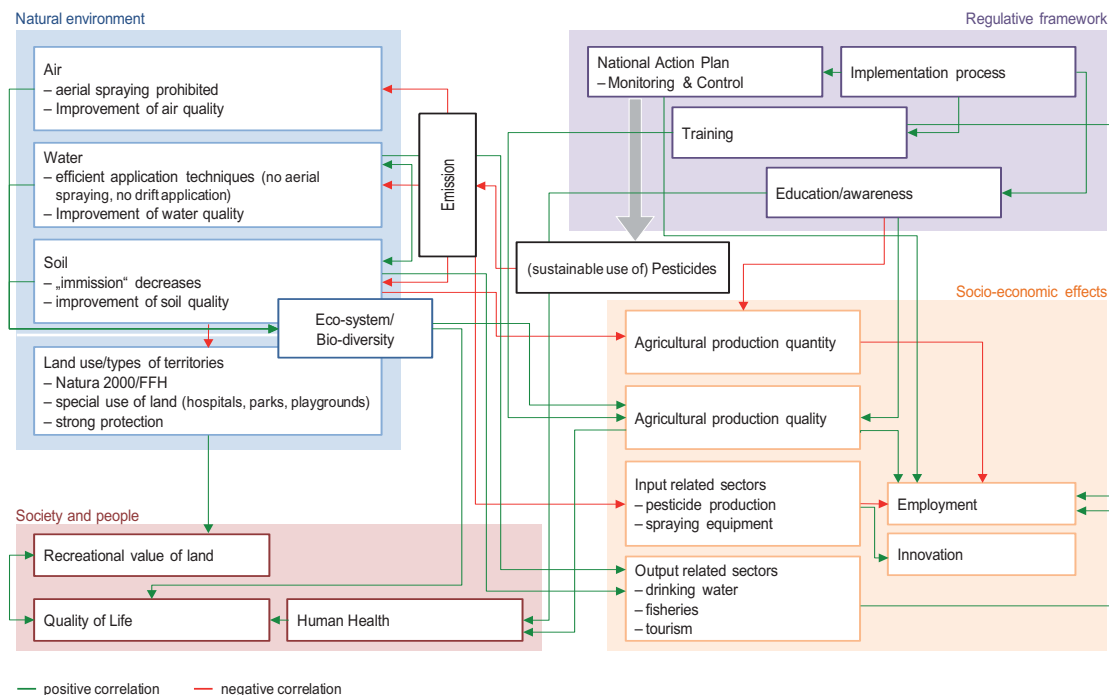 Natural environment
Regulative framework
Air
– aerial spraying prohibited
– Improvement of air quality
Water
– efficient application techniques (no aerial
spraying, no drift application)
– Improvement of water quality
Soil
– „immission“ decreases
– improvement of soil quality
Eco-system/
Bio-diversity
Land use/types of territories
– Natura 2000/FFH
– special use of land (hospitals, parks, playgrounds)
– strong protection
Emission
National Action Plan
– Monitoring & Control
Implementation process
Training
Education/awareness
(sustainable use of) Pesticides
Socio-economic effects
Agricultural production quantity
Agricultural production quality
Input related sectors
– pesticide production
– spraying equipment
Employment
Innovation
Output related sectors
– drinking water
– fisheries
– tourism
Society and people
Recreational value of land
Quality of Life
Human Health
positive correlation
negative correlation